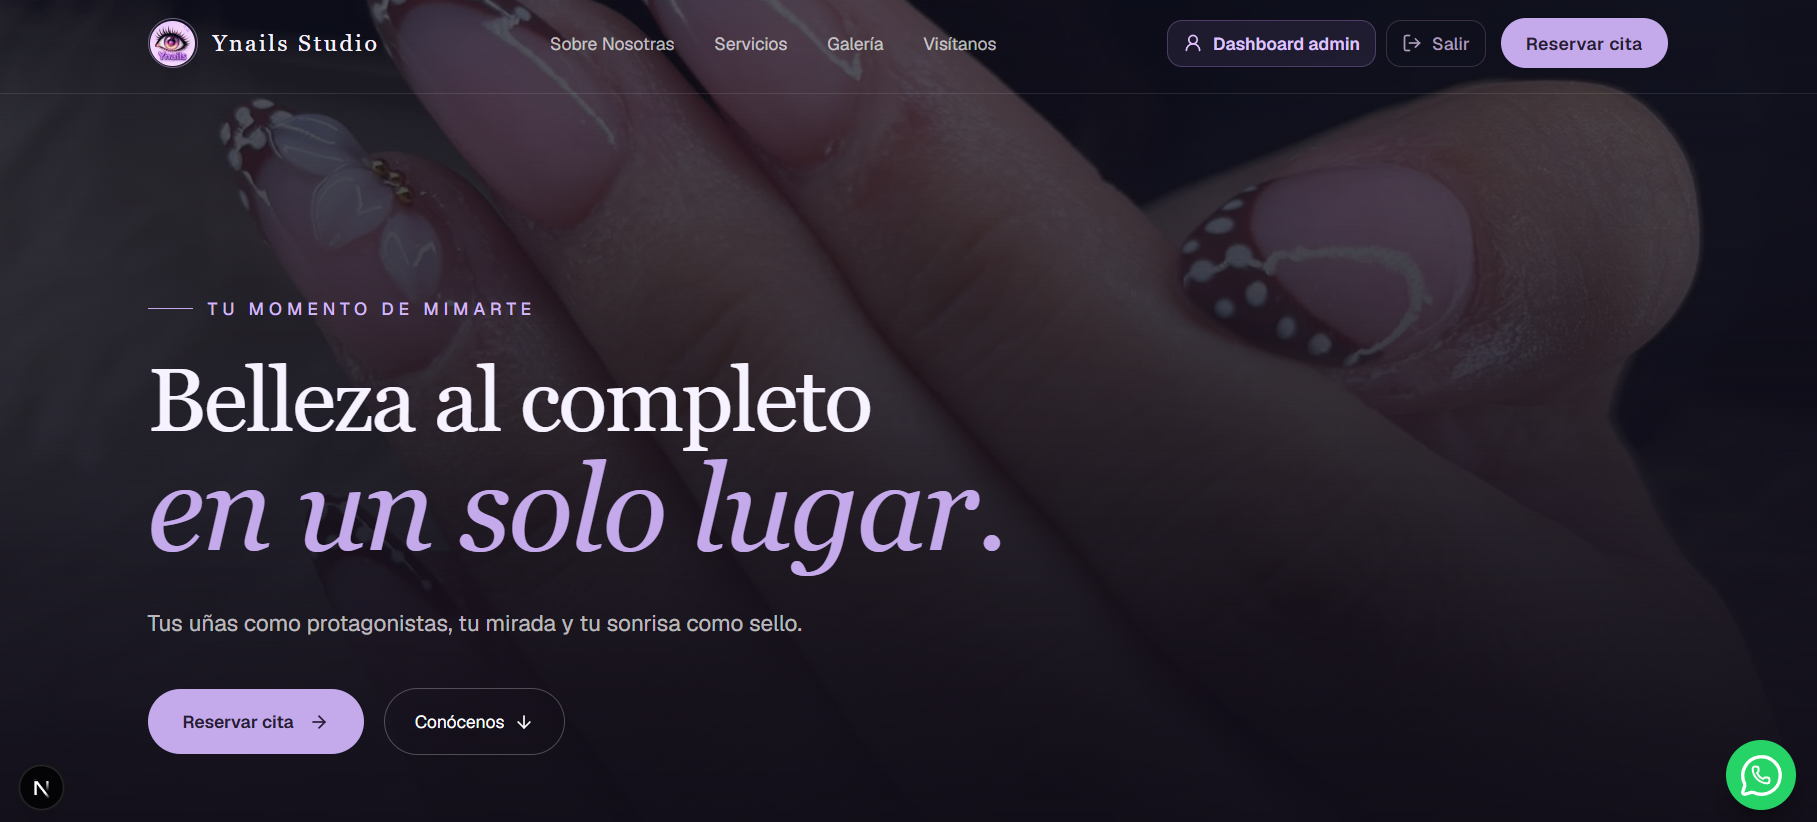 Ynails
Ynails Studio
Sobre Nosotras
Servicios
Galería
Visítanos
Dashboard admin
Salir
Reservar cita
TU MOMENTO DE MIMARTE
Belleza al completo
en un solo lugar.
Tus uñas como protagonistas, tu mirada y tu sonrisa como sello.
Reservar cita
Conócenos
N